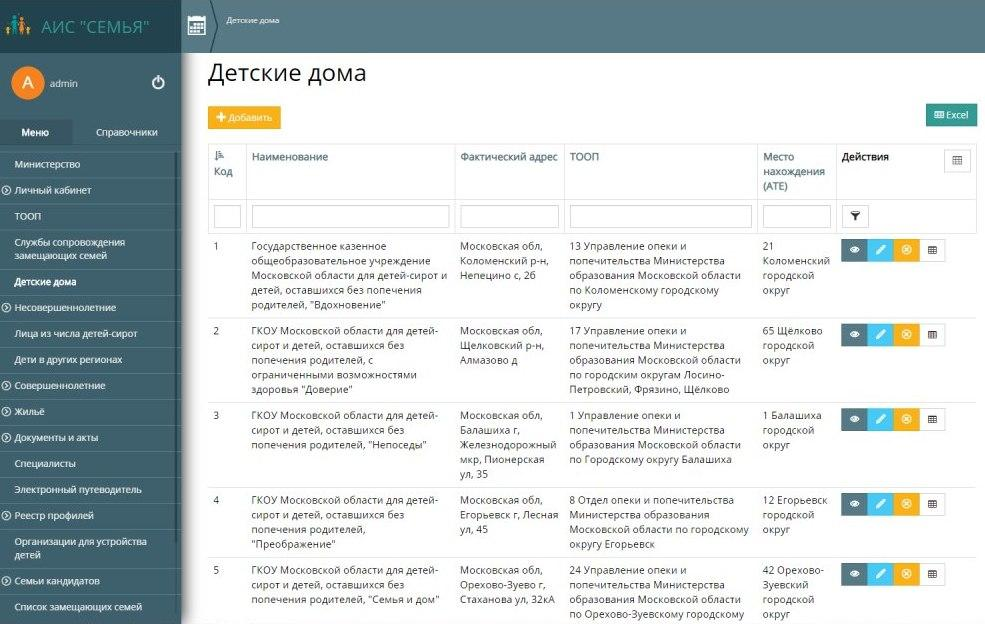 АИС "СЕМЬЯ"
Детские дома
A
admin
Меню
Справочники
Министерство
Личный кабинет
ТООП
Службы сопровождения
замещающих семей
Детские дома
Несовершеннолетние
Лица из числа детей-сирот
Дети в других регионах
Совершеннолетние
Жильё
Документы и акты
Специалисты
Электронный путеводитель
Реестр профилей
Организации для устройства
детей
Семьи кандидатов
Список замещающих семей
Детские дома
Добавить
Excel
Код
Наименование
Фактический адрес
ТООП
Место
нахождения
(АТЕ)
Действия
1
Государственное казенное
общеобразовательное учреждение
Московской области для детей-сирот и
детей, оставшихся без попечения
родителей, "Вдохновение"
Московская обл,
Коломенский р-н,
Непецино с, 2б
13 Управление опеки и
попечительства Министерства
образования Московской области
по Коломенскому городскому
округу
21
Коломенский
городской
округ
2
ГКОУ Московской области для детей-
сирот и детей, оставшихся без
попечения родителей, с
ограниченными возможностями
здоровья "Доверие"
Московская обл,
Щелковский р-н,
Алмазово д
17 Управление опеки и
попечительства Министерства
образования Московской области
по городским округам Лосино-
Петровский, Фрязино, Щёлково
65 Щёлково
городской
округ
3
ГКОУ Московской области для детей-
сирот и детей, оставшихся без
попечения родителей, "Непоседы"
Московская обл,
Балашиха г,
Железнодорожный
мкр, Пионерская
ул, 35
1 Управление опеки и
попечительства Министерства
образования Московской области
по Городскому округу Балашиха
1 Балашиха
городской
округ
4
ГКОУ Московской области для детей-
сирот и детей, оставшихся без
попечения родителей,
"Преображение"
Московская обл,
Егорьевск г, Лесная
ул, 45
8 Отдел опеки и попечительства
Министерства образования
Московской области по городскому
округу Егорьевск
12 Егорьевск
городской
округ
5
ГКОУ Московской области для детей-
сирот и детей, оставшихся без
попечения родителей, "Семья и дом"
Московская обл,
Орехово-Зуево г,
Стаханова ул, 32кА
24 Управление опеки и
попечительства Министерства
образования Московской области
по Орехово-Зуевскому городскому
42 Орехово-
Зуевский
городской
округ